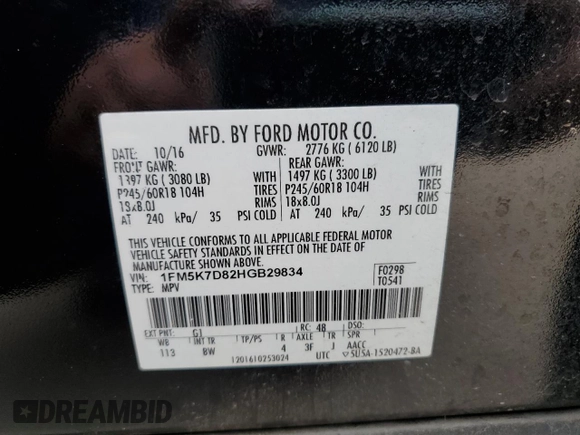 MFD. BY FORD MOTOR CO.
DATE: 10/16 GVWR: 2776 KG ( 6120 LB)
FRONT GAWR: REAR GAWR:
1397 KG ( 3080 LB) 1497 KG ( 3300 LB)
P245/60R18 104H TIRES P245/60R18 104H TIRES
18x8.0J RIMS 18x8.0J RIMS
AT 240 kPa/ 35 PSI COLD AT 240 kPa/ 35 PSI COLD
THIS VEHICLE CONFORMS TO ALL APPLICABLE FEDERAL MOTOR
VEHICLE SAFETY STANDARDS IN EFFECT ON THE DATE OF
MANUFACTURE SHOWN ABOVE.
VIN: 1FM5K7D82HGB29834
TYPE: MPV
F0298
T0541
EXT PNT: G1 RC: 48
WB INT TR TP/PS R AXLE TR
113 BW 4 3F J AACC
1201610253024 UTC ▽5USA-1520472-BA
DREAMBID